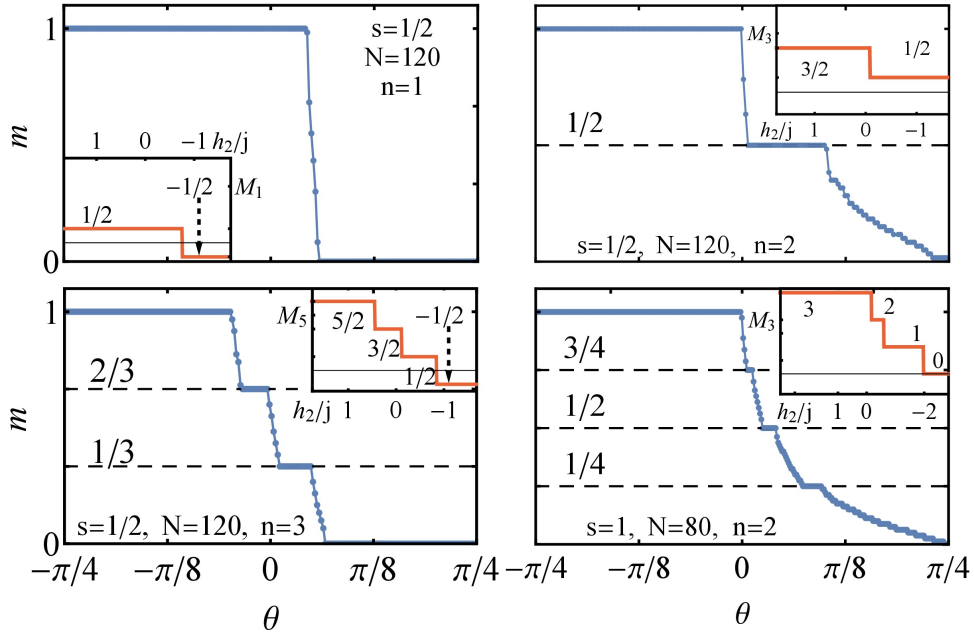 1
m
0
s=1/2
N=120
n=1
1 0 −1 h₂/j
1/2
−1/2
M₁
1/2
s=1/2, N=120, n=2
M₃
3/2
1/2
h₂/j 1 0 −1
1
m
0
2/3
1/3
s=1/2, N=120, n=3
M₅
5/2
3/2
1/2
−1/2
h₂/j 1 0 −1
−π/4 −π/8 0 π/8 π/4
θ
3/4
1/2
1/4
s=1, N=80, n=2
M₃
3
2
1
0
h₂/j 1 0 −2
−π/4 −π/8 0 π/8 π/4
θ